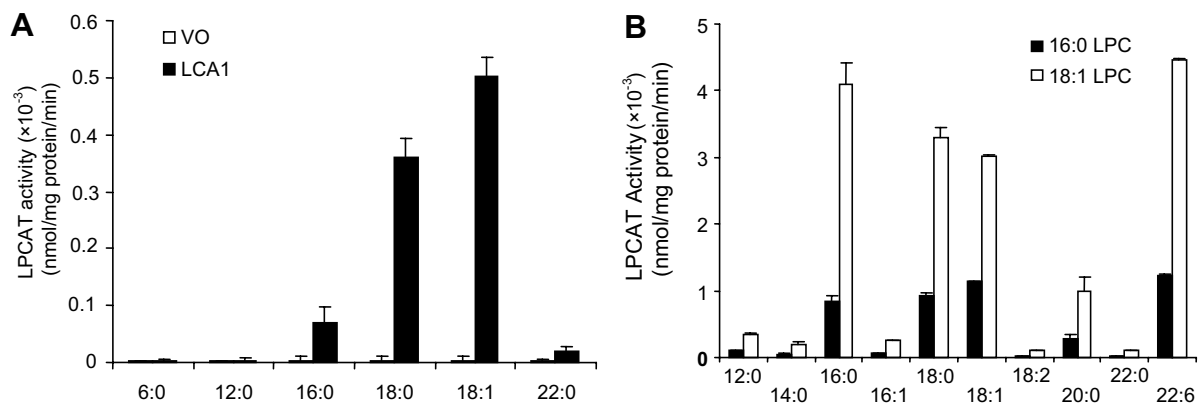 A
VO
LCA1
LPCAT activity (×10⁻³)
(nmol/mg protein/min)
0.6
0.5
0.4
0.3
0.2
0.1
0
6:0 12:0 16:0 18:0 18:1 22:0
B
16:0 LPC
18:1 LPC
LPCAT Activity (×10⁻³)
(nmol/mg protein/min)
5
4
3
2
1
0
12:0 16:0 18:0 18:2 22:0
14:0 16:1 18:1 20:0 22:6